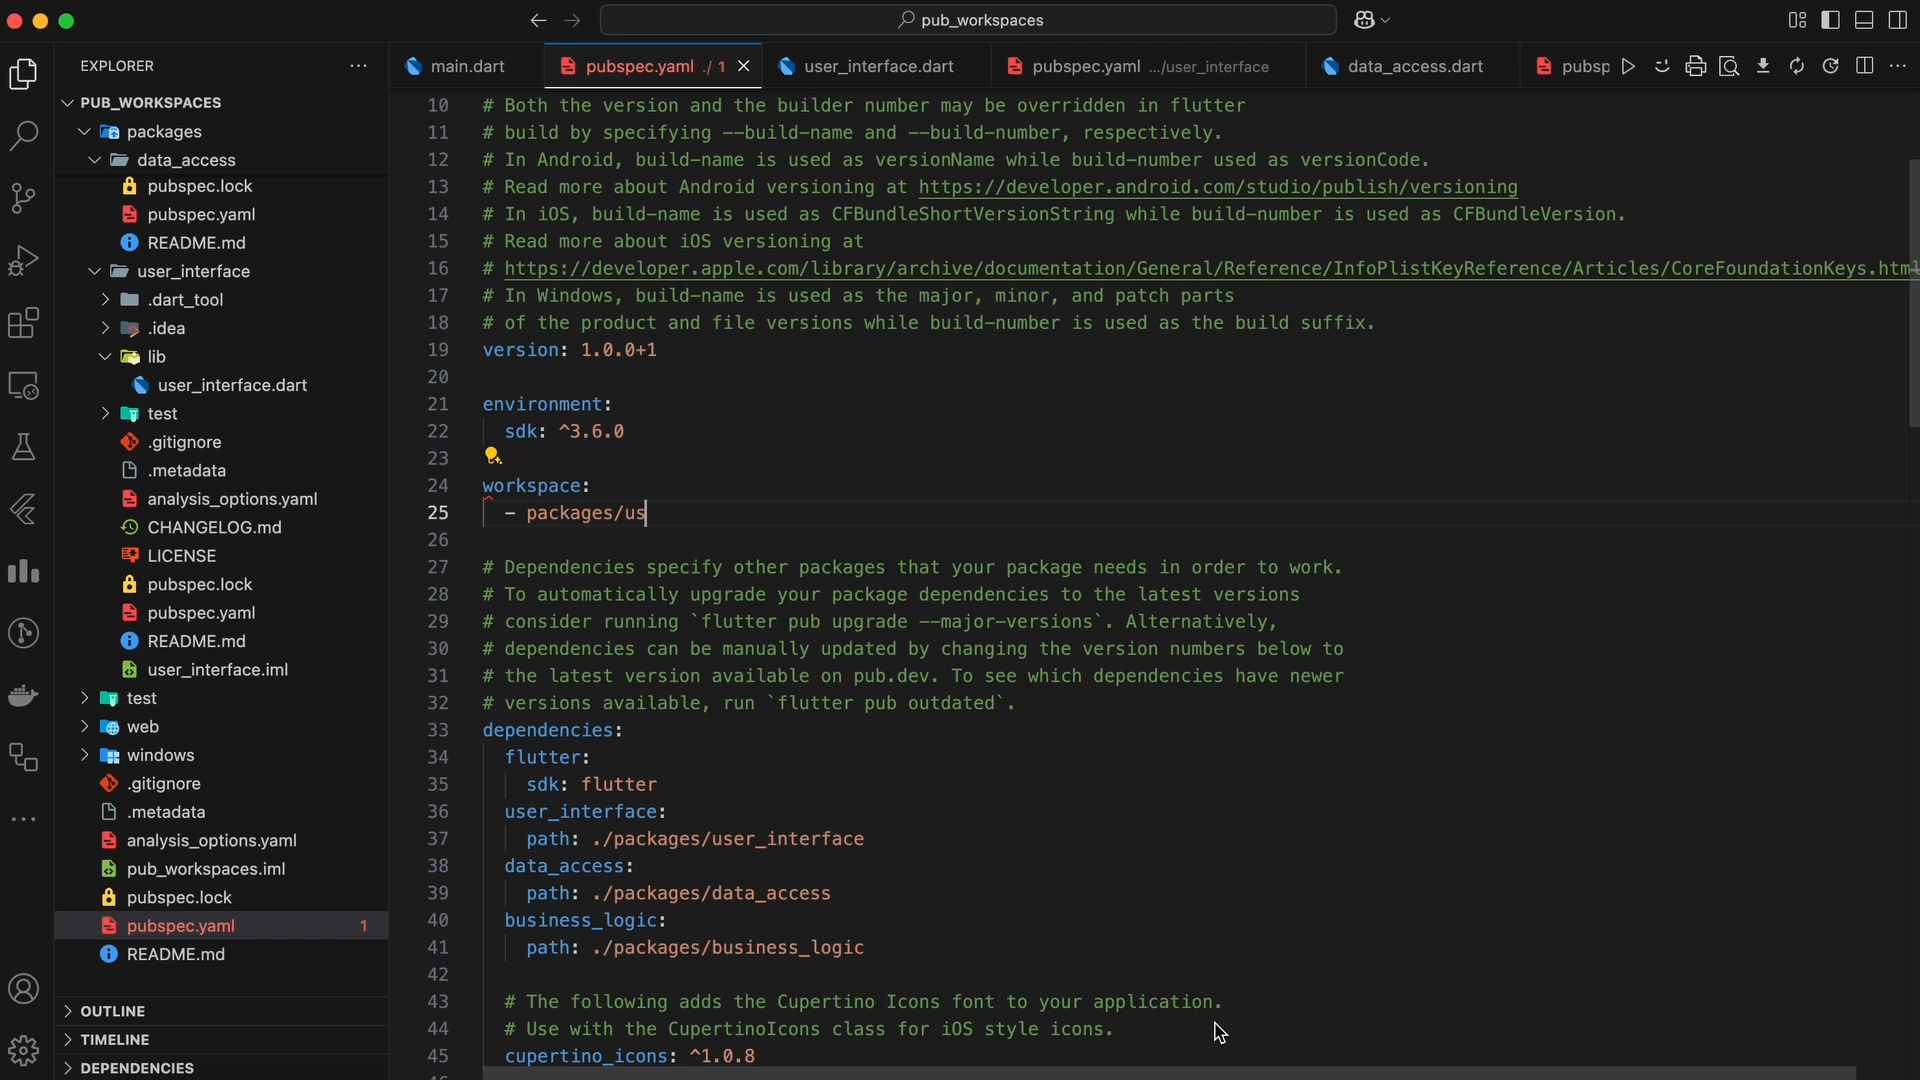 pub_workspaces
EXPLORER
main.dart
pubspec.yaml ./ 1
user_interface.dart
pubspec.yaml .../user_interface
data_access.dart
pubsp
PUB_WORKSPACES
packages
data_access
pubspec.lock
pubspec.yaml
README.md
user_interface
.dart_tool
.idea
lib
user_interface.dart
test
.gitignore
.metadata
analysis_options.yaml
CHANGELOG.md
LICENSE
pubspec.lock
pubspec.yaml
README.md
user_interface.iml
test
web
windows
.gitignore
.metadata
analysis_options.yaml
pub_workspaces.iml
pubspec.lock
pubspec.yaml 1
README.md
OUTLINE
TIMELINE
DEPENDENCIES
10 # Both the version and the builder number may be overridden in flutter
11 # build by specifying --build-name and --build-number, respectively.
12 # In Android, build-name is used as versionName while build-number used as versionCode.
13 # Read more about Android versioning at https://developer.android.com/studio/publish/versioning
14 # In iOS, build-name is used as CFBundleShortVersionString while build-number is used as CFBundleVersion.
15 # Read more about iOS versioning at
16 # https://developer.apple.com/library/archive/documentation/General/Reference/InfoPlistKeyReference/Articles/CoreFoundationKeys.html
17 # In Windows, build-name is used as the major, minor, and patch parts
18 # of the product and file versions while build-number is used as the build suffix.
19 version: 1.0.0+1
20
21 environment:
22 sdk: ^3.6.0
23
24 workspace:
25 - packages/us
26
27 # Dependencies specify other packages that your package needs in order to work.
28 # To automatically upgrade your package dependencies to the latest versions
29 # consider running `flutter pub upgrade --major-versions`. Alternatively,
30 # dependencies can be manually updated by changing the version numbers below to
31 # the latest version available on pub.dev. To see which dependencies have newer
32 # versions available, run `flutter pub outdated`.
33 dependencies:
34 flutter:
35 sdk: flutter
36 user_interface:
37 path: ./packages/user_interface
38 data_access:
39 path: ./packages/data_access
40 business_logic:
41 path: ./packages/business_logic
42
43 # The following adds the Cupertino Icons font to your application.
44 # Use with the CupertinoIcons class for iOS style icons.
45 cupertino_icons: ^1.0.8